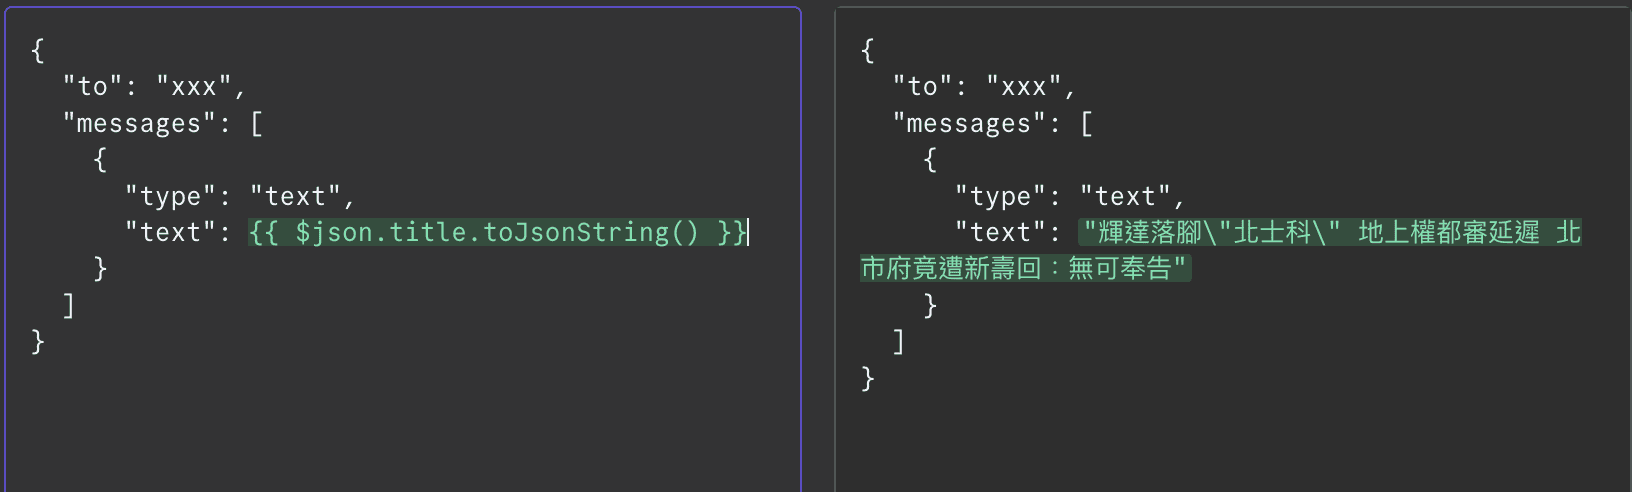 {
  "to": "xxx",
  "messages": [
    {
      "type": "text",
      "text": {{ $json.title.toJsonString() }}
    }
  ]
}
{
  "to": "xxx",
  "messages": [
    {
      "type": "text",
      "text": "輝達落腳\"北士科\" 地上權都審延遲 北
市府竟遭新壽回：無可奉告"
    }
  ]
}